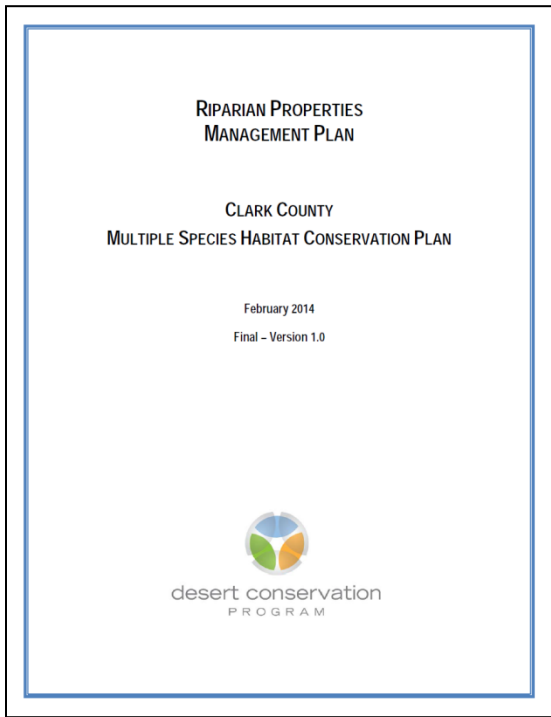 RIPARIAN PROPERTIES
MANAGEMENT PLAN
CLARK COUNTY
MULTIPLE SPECIES HABITAT CONSERVATION PLAN
February 2014
Final – Version 1.0
desert conservation
PROGRAM